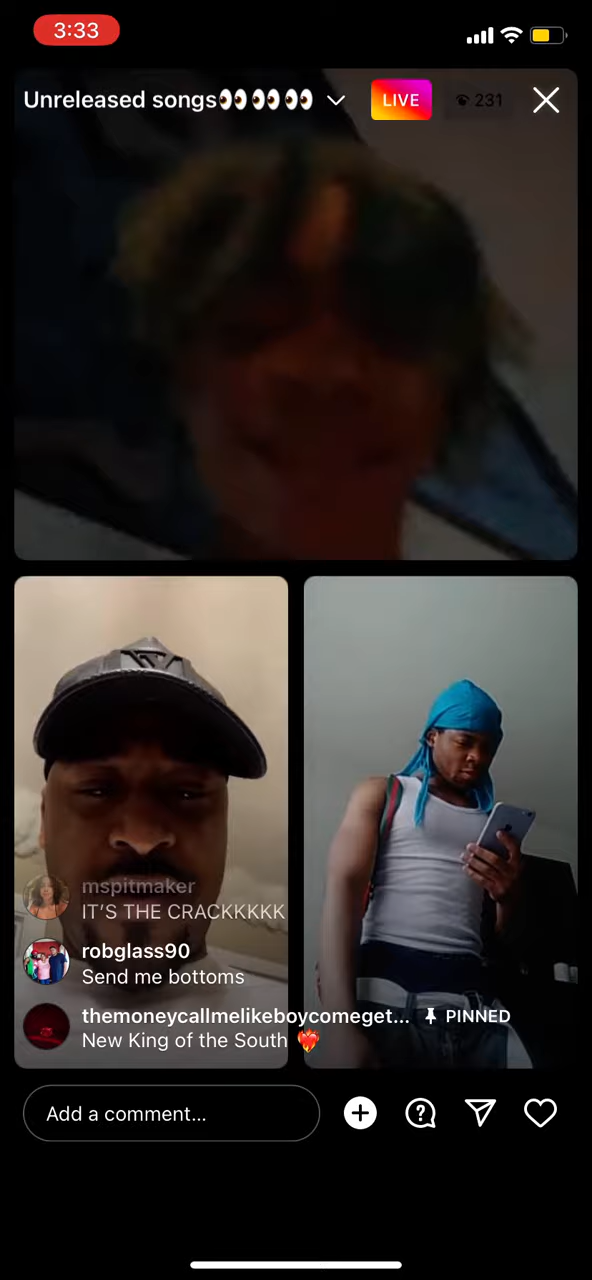 3:33
Unreleased songs👀👀👀
LIVE
231
mspitmaker
IT'S THE CRACKKKKK
robglass90
Send me bottoms
themoneycallmelikeboycomeget... PINNED
New King of the South ❤️‍🔥
Add a comment...